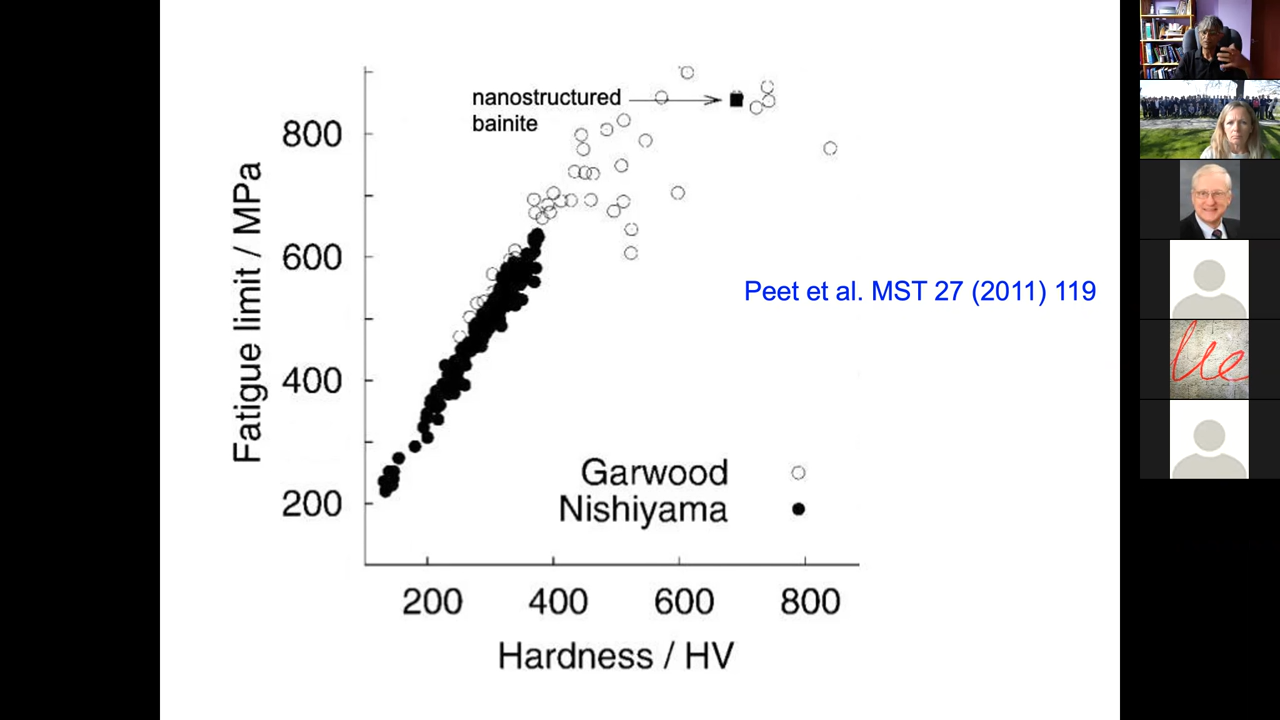 nanostructured
bainite
800
600
400
200
Fatigue limit / MPa
Peet et al. MST 27 (2011) 119
Garwood
Nishiyama
200 400 600 800
Hardness / HV